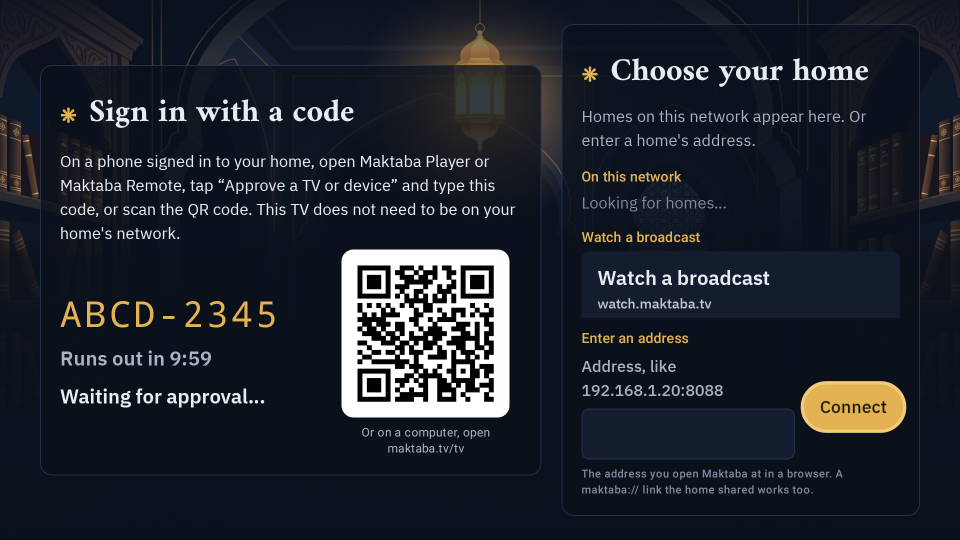 Sign in with a code
On a phone signed in to your home, open Maktaba Player or
Maktaba Remote, tap “Approve a TV or device” and type this
code, or scan the QR code. This TV does not need to be on your
home's network.
ABCD-2345
Runs out in 9:59
Waiting for approval...
Or on a computer, open
maktaba.tv/tv
Choose your home
Homes on this network appear here. Or
enter a home's address.
On this network
Looking for homes...
Watch a broadcast
Watch a broadcast
watch.maktaba.tv
Enter an address
Address, like
192.168.1.20:8088
Connect
The address you open Maktaba at in a browser. A
maktaba:// link the home shared works too.